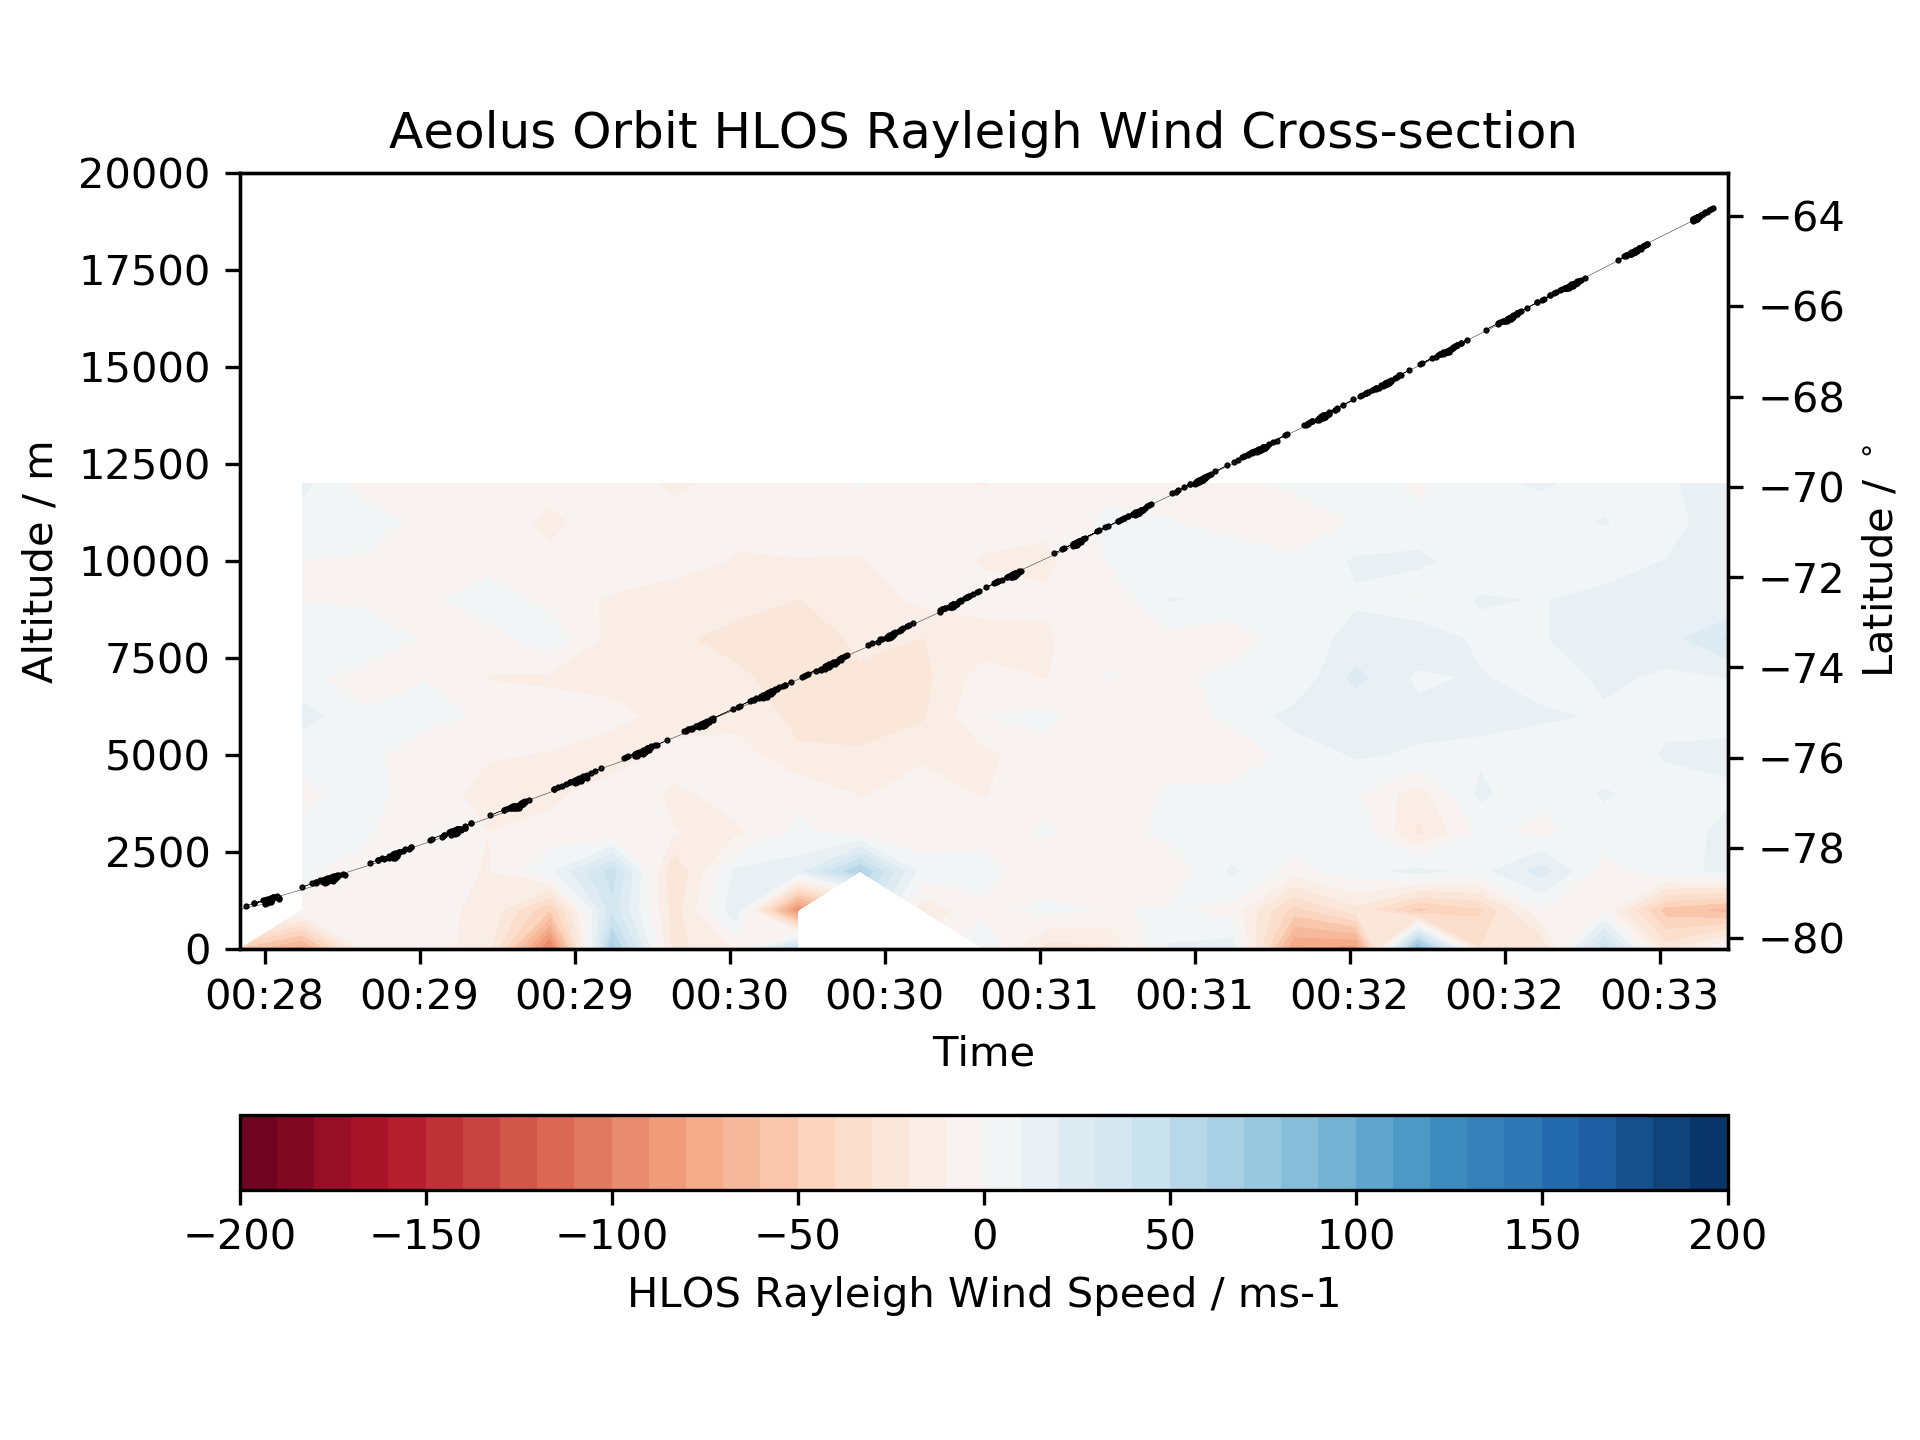 Aeolus Orbit HLOS Rayleigh Wind Cross-section
20000
17500
15000
12500
10000
7500
5000
2500
0
Altitude / m
−64
−66
−68
−70
−72
−74
−76
−78
−80
Latitude / °
00:28 00:29 00:29 00:30 00:30 00:31 00:31 00:32 00:32 00:33
Time
−200 −150 −100 −50 0 50 100 150 200
HLOS Rayleigh Wind Speed / ms-1